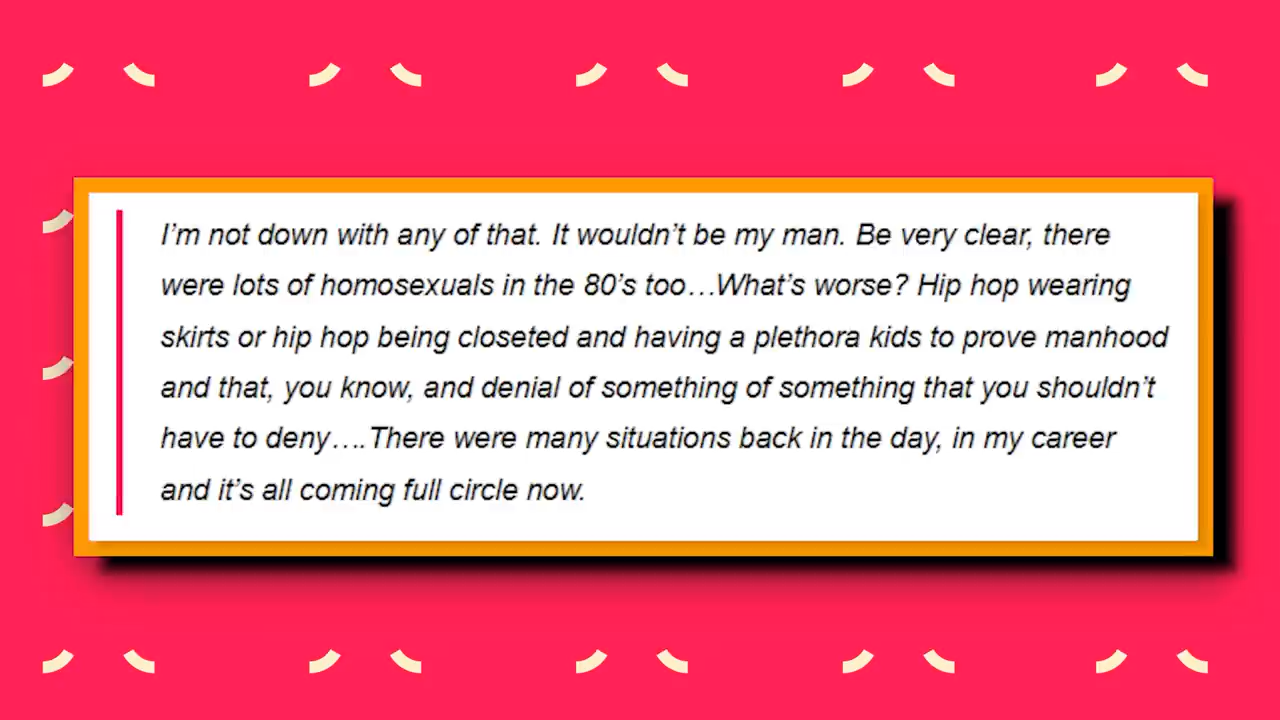 I’m not down with any of that. It wouldn’t be my man. Be very clear, there
were lots of homosexuals in the 80’s too…What’s worse? Hip hop wearing
skirts or hip hop being closeted and having a plethora kids to prove manhood
and that, you know, and denial of something of something that you shouldn’t
have to deny….There were many situations back in the day, in my career
and it’s all coming full circle now.